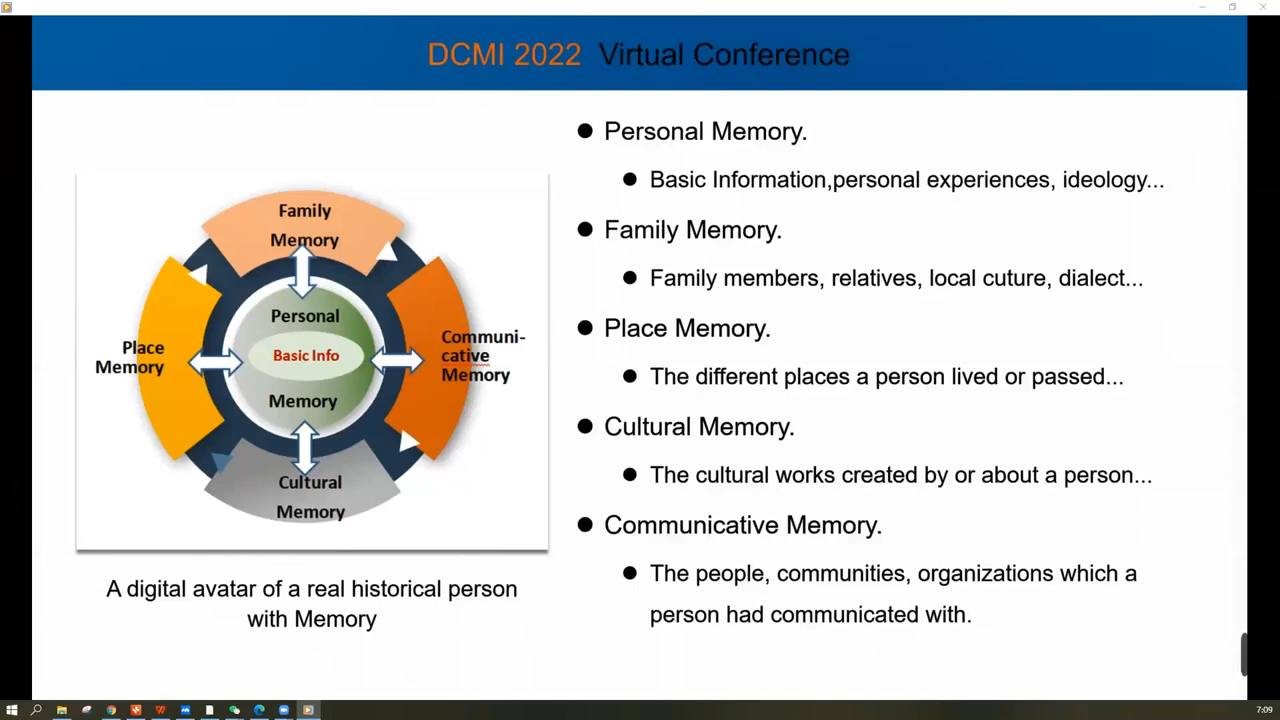 DCMI 2022 Virtual Conference
Family
Memory
Personal
Basic Info
Memory
Place
Memory
Communi-
cative
Memory
Cultural
Memory
A digital avatar of a real historical person
with Memory
Personal Memory.
Basic Information,personal experiences, ideology...
Family Memory.
Family members, relatives, local cuture, dialect...
Place Memory.
The different places a person lived or passed...
Cultural Memory.
The cultural works created by or about a person...
Communicative Memory.
The people, communities, organizations which a
person had communicated with.
7:09